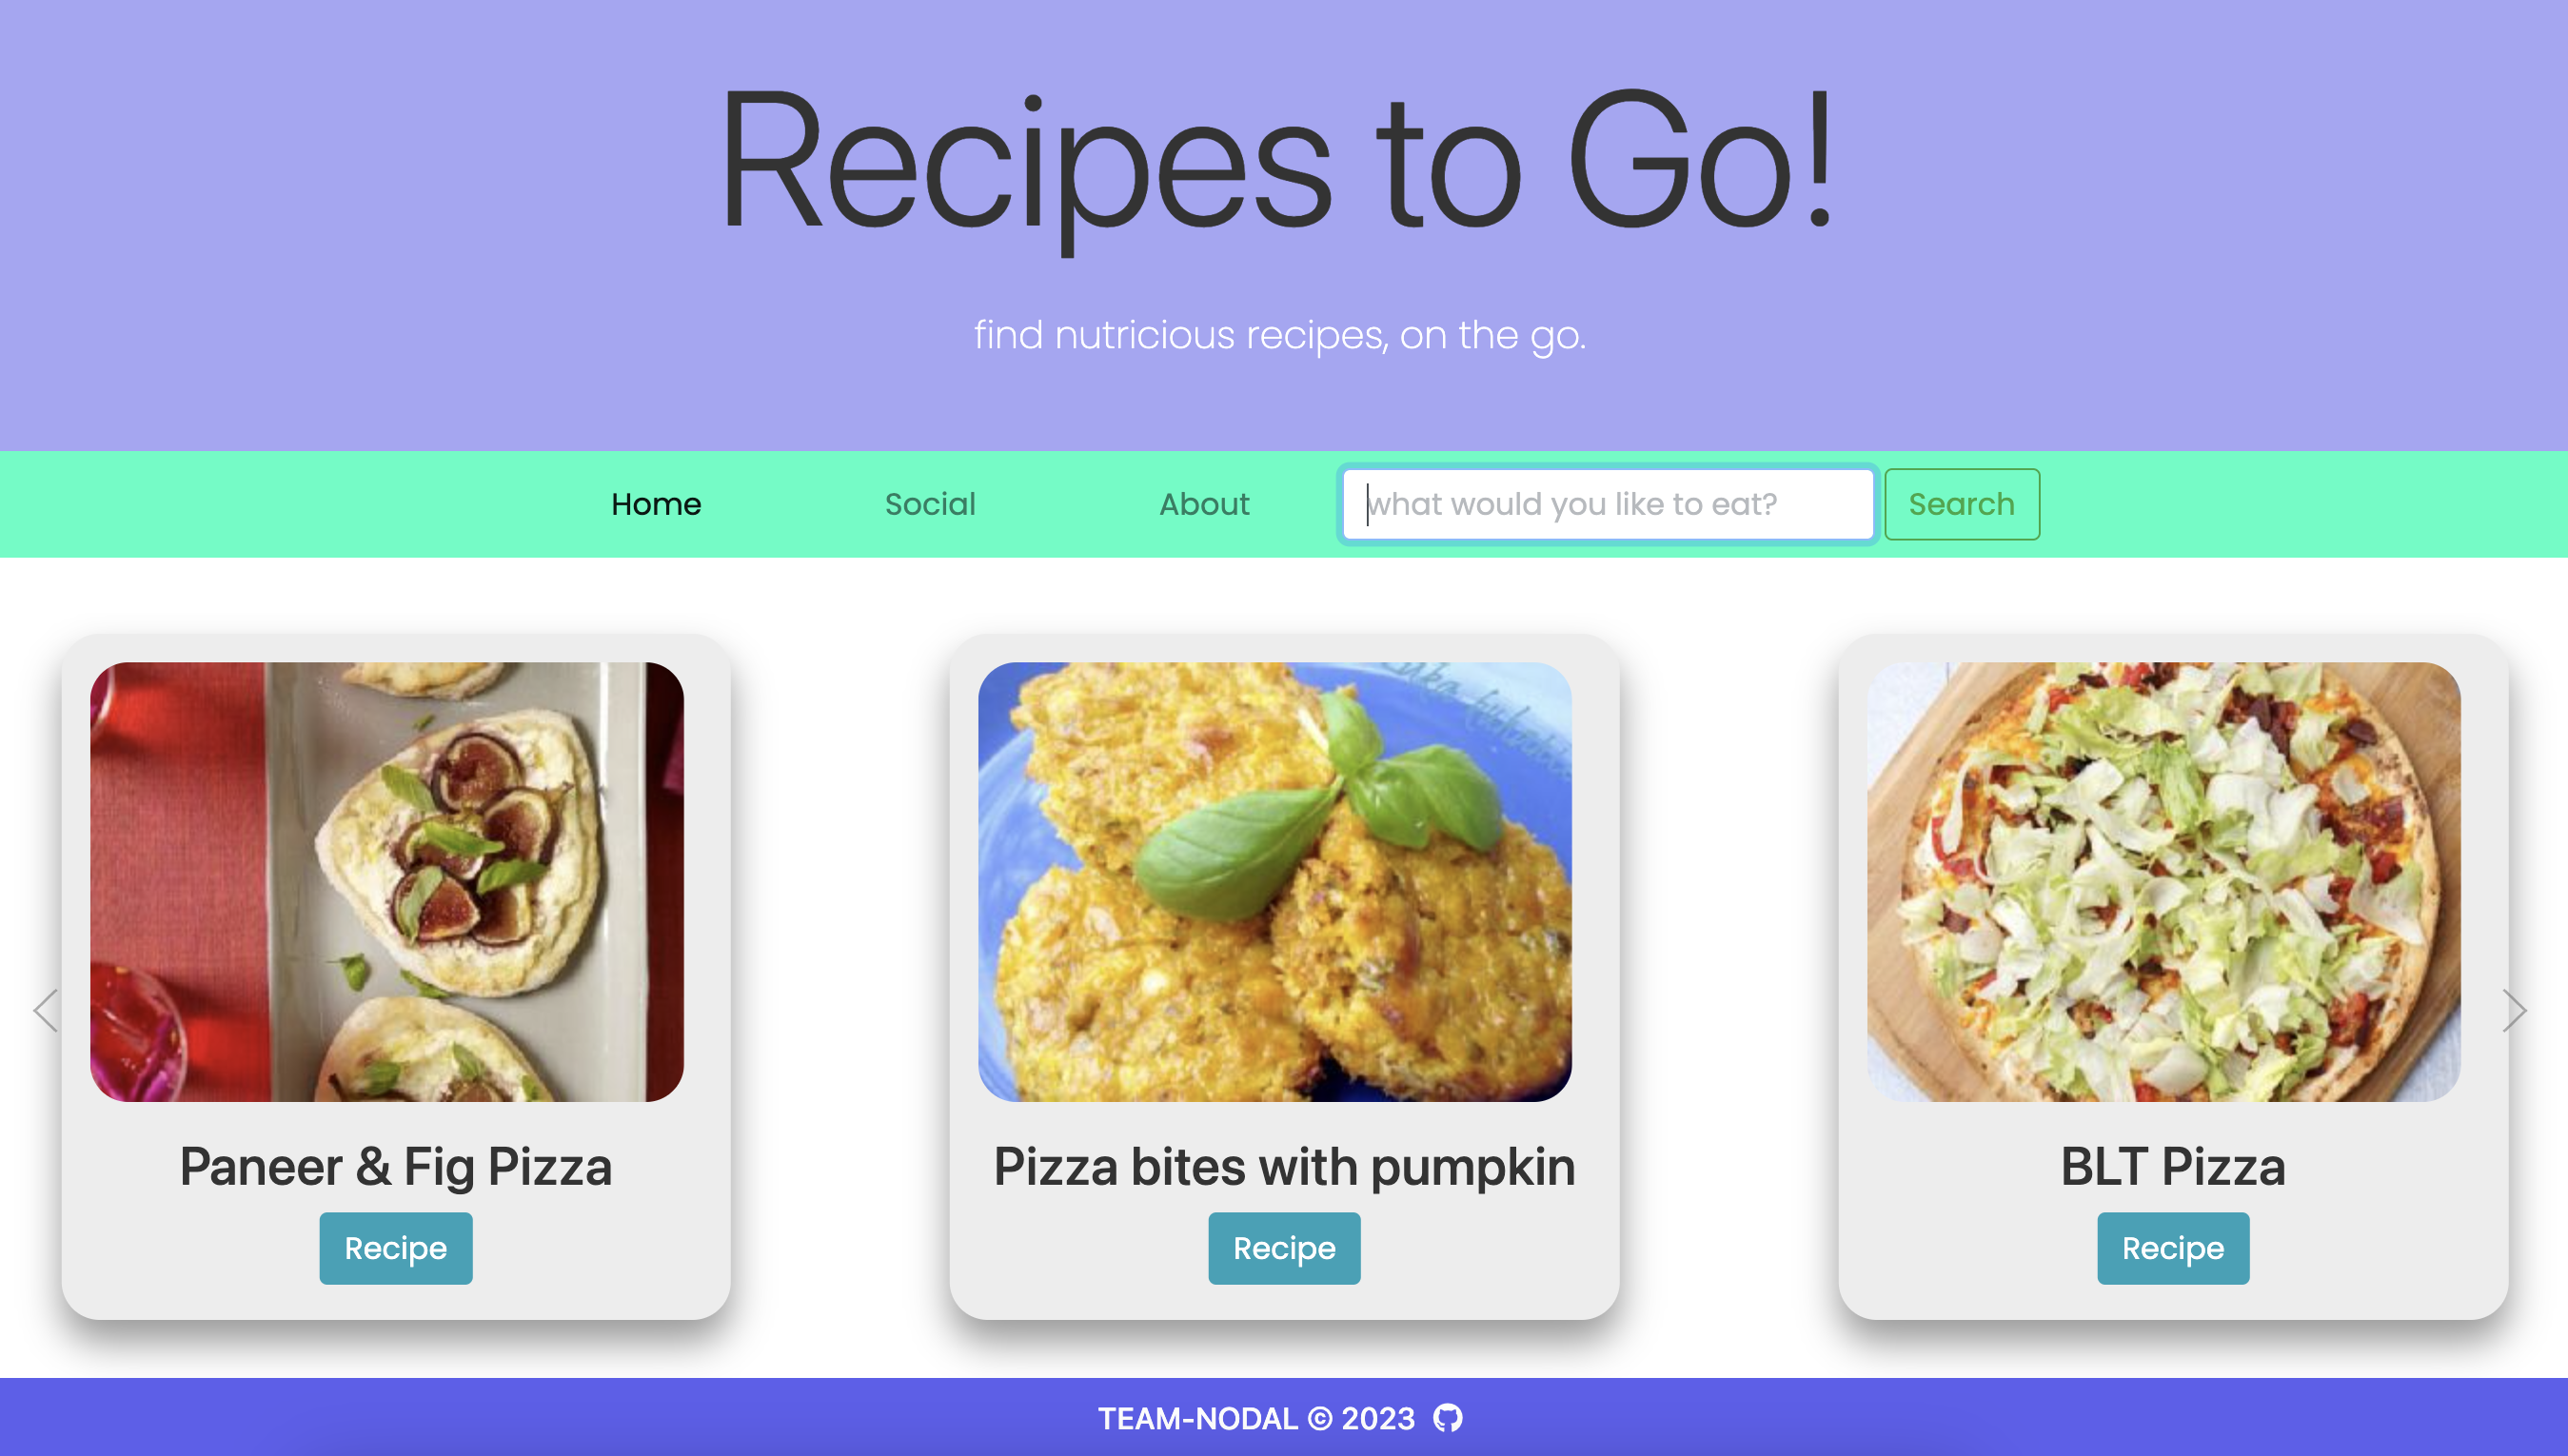 Recipes to Go!
find nutricious recipes, on the go.
Home Social About what would you like to eat? Search
Paneer & Fig Pizza
Recipe
Pizza bites with pumpkin
Recipe
BLT Pizza
Recipe
TEAM-NODAL © 2023